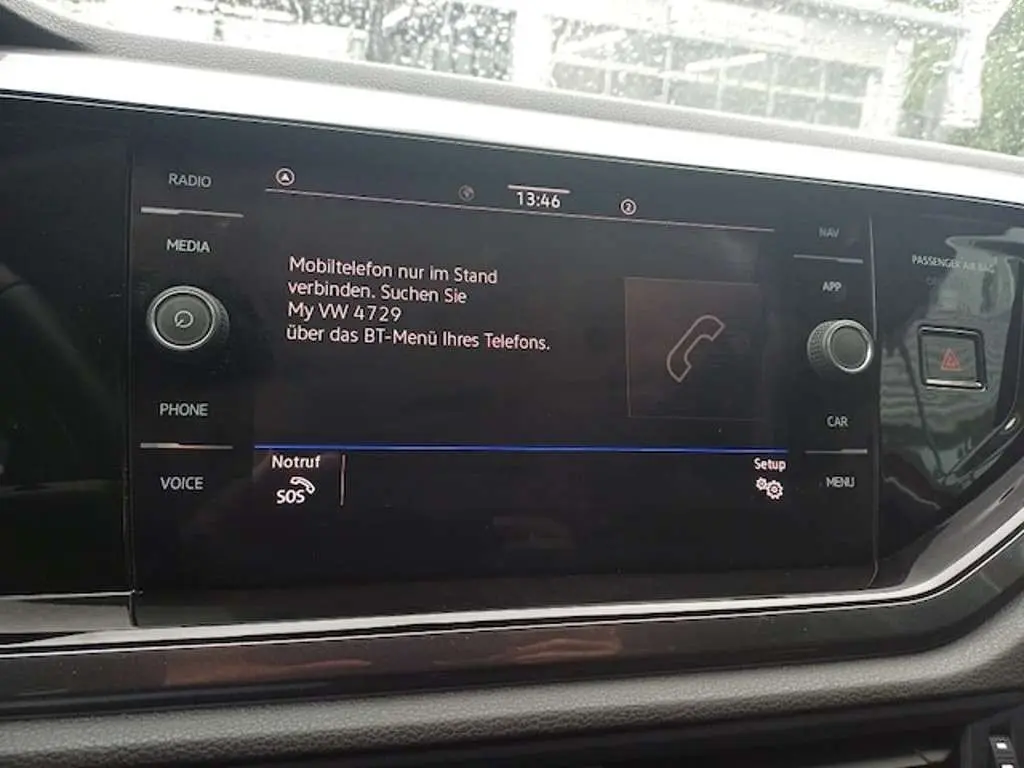 RADIO
MEDIA
PHONE
VOICE
13:46
2
Mobiltelefon nur im Stand
verbinden. Suchen Sie
My VW 4729
über das BT-Menü Ihres Telefons.
Notruf
SOS
Setup
NAV
APP
CAR
MENU
PASSENGER AIR BAG